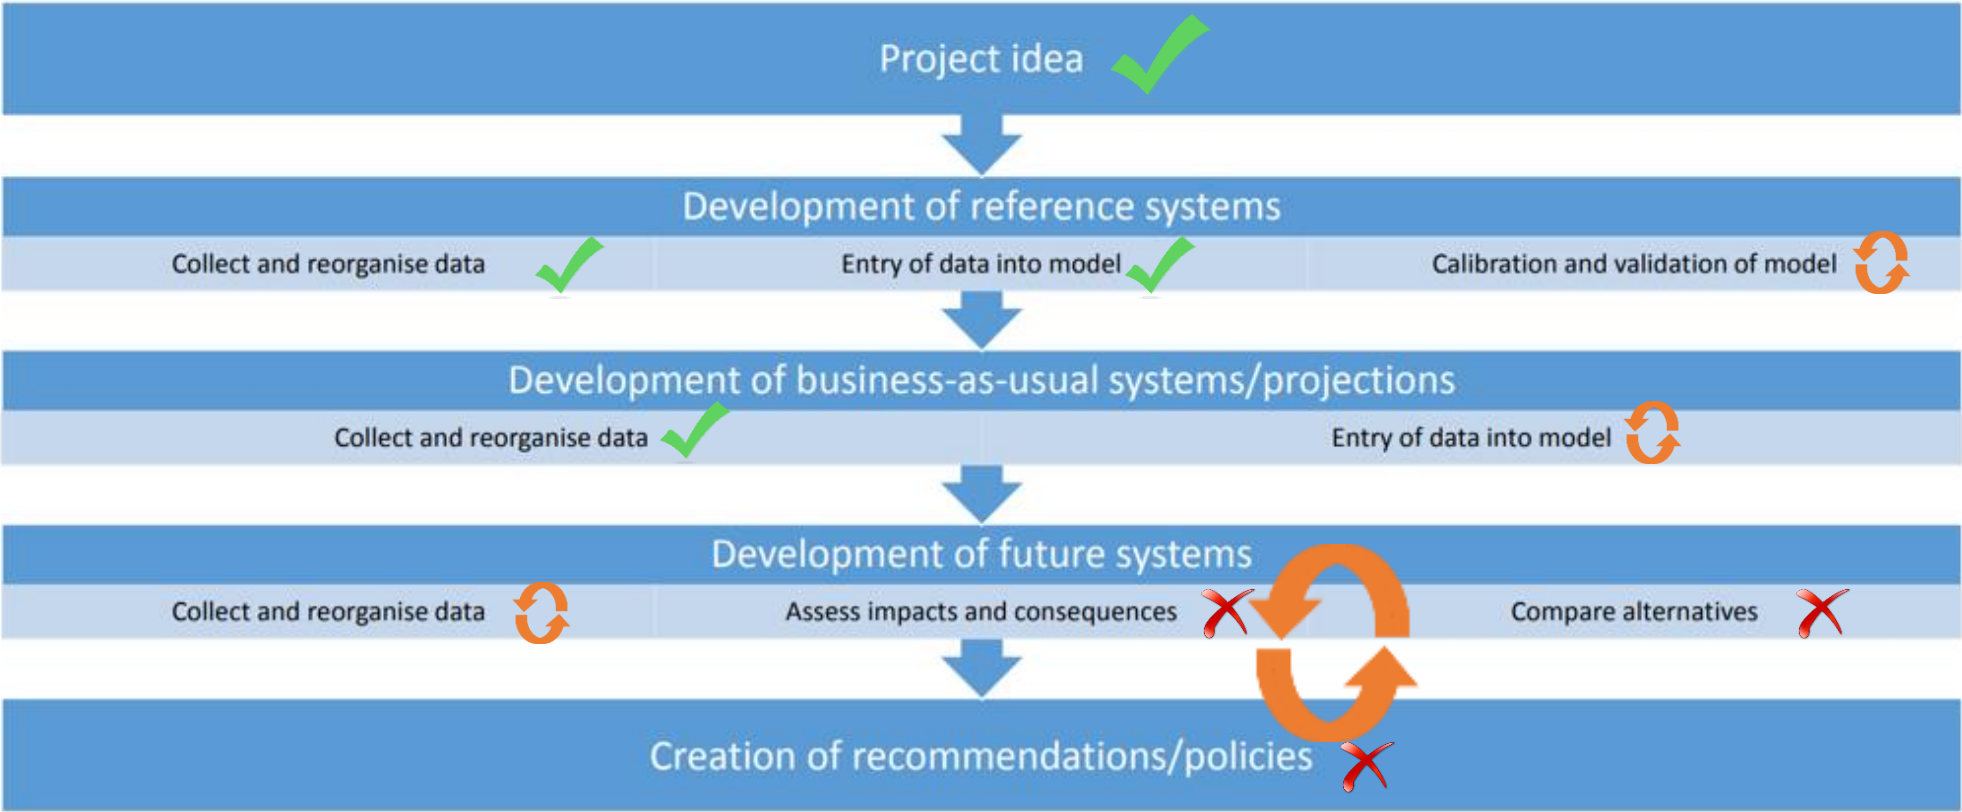 Project idea
Development of reference systems
Collect and reorganise data
Entry of data into model
Calibration and validation of model
Development of business-as-usual systems/projections
Collect and reorganise data
Entry of data into model
Development of future systems
Collect and reorganise data
Assess impacts and consequences
Compare alternatives
Creation of recommendations/policies